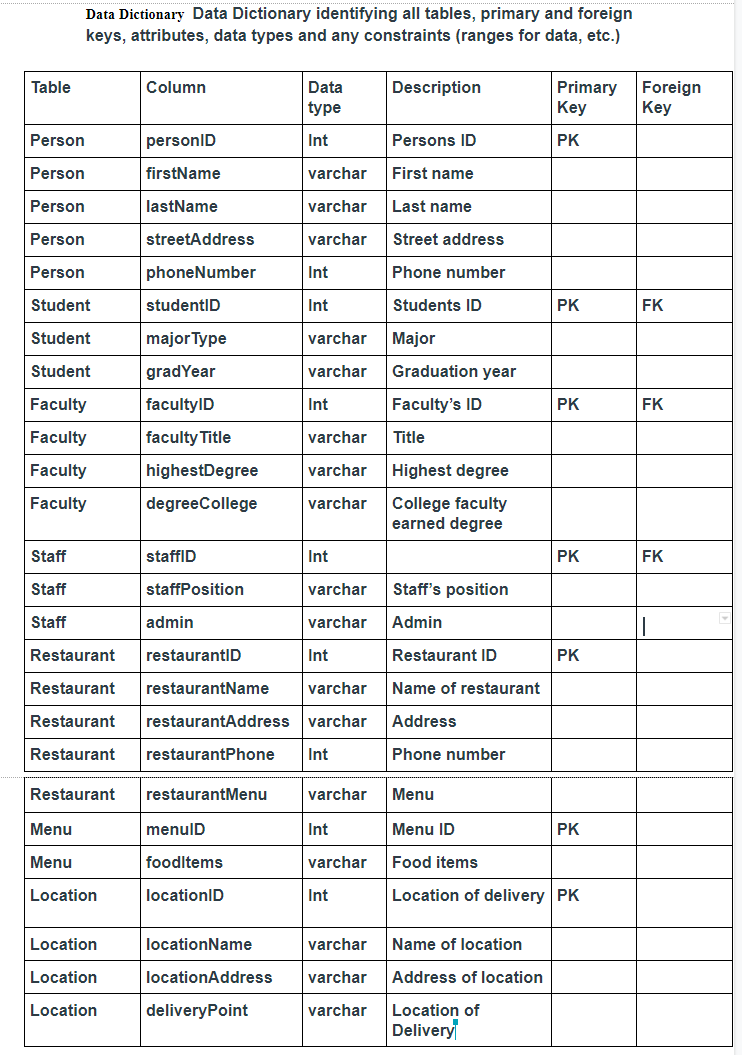 Data Dictionary Data Dictionary identifying all tables, primary and foreign
keys, attributes, data types and any constraints (ranges for data, etc.)
Table Column Data type Description Primary Key Foreign Key
Person personID Int Persons ID PK
Person firstName varchar First name
Person lastName varchar Last name
Person streetAddress varchar Street address
Person phoneNumber Int Phone number
Student studentID Int Students ID PK FK
Student majorType varchar Major
Student gradYear varchar Graduation year
Faculty facultyID Int Faculty’s ID PK FK
Faculty facultyTitle varchar Title
Faculty highestDegree varchar Highest degree
Faculty degreeCollege varchar College faculty earned degree
Staff staffID Int PK FK
Staff staffPosition varchar Staff’s position
Staff admin varchar Admin
Restaurant restaurantID Int Restaurant ID PK
Restaurant restaurantName varchar Name of restaurant
Restaurant restaurantAddress varchar Address
Restaurant restaurantPhone Int Phone number
Restaurant restaurantMenu varchar Menu
Menu menuID Int Menu ID PK
Menu foodItems varchar Food items
Location locationID Int Location of delivery PK
Location locationName varchar Name of location
Location locationAddress varchar Address of location
Location deliveryPoint varchar Location of Delivery